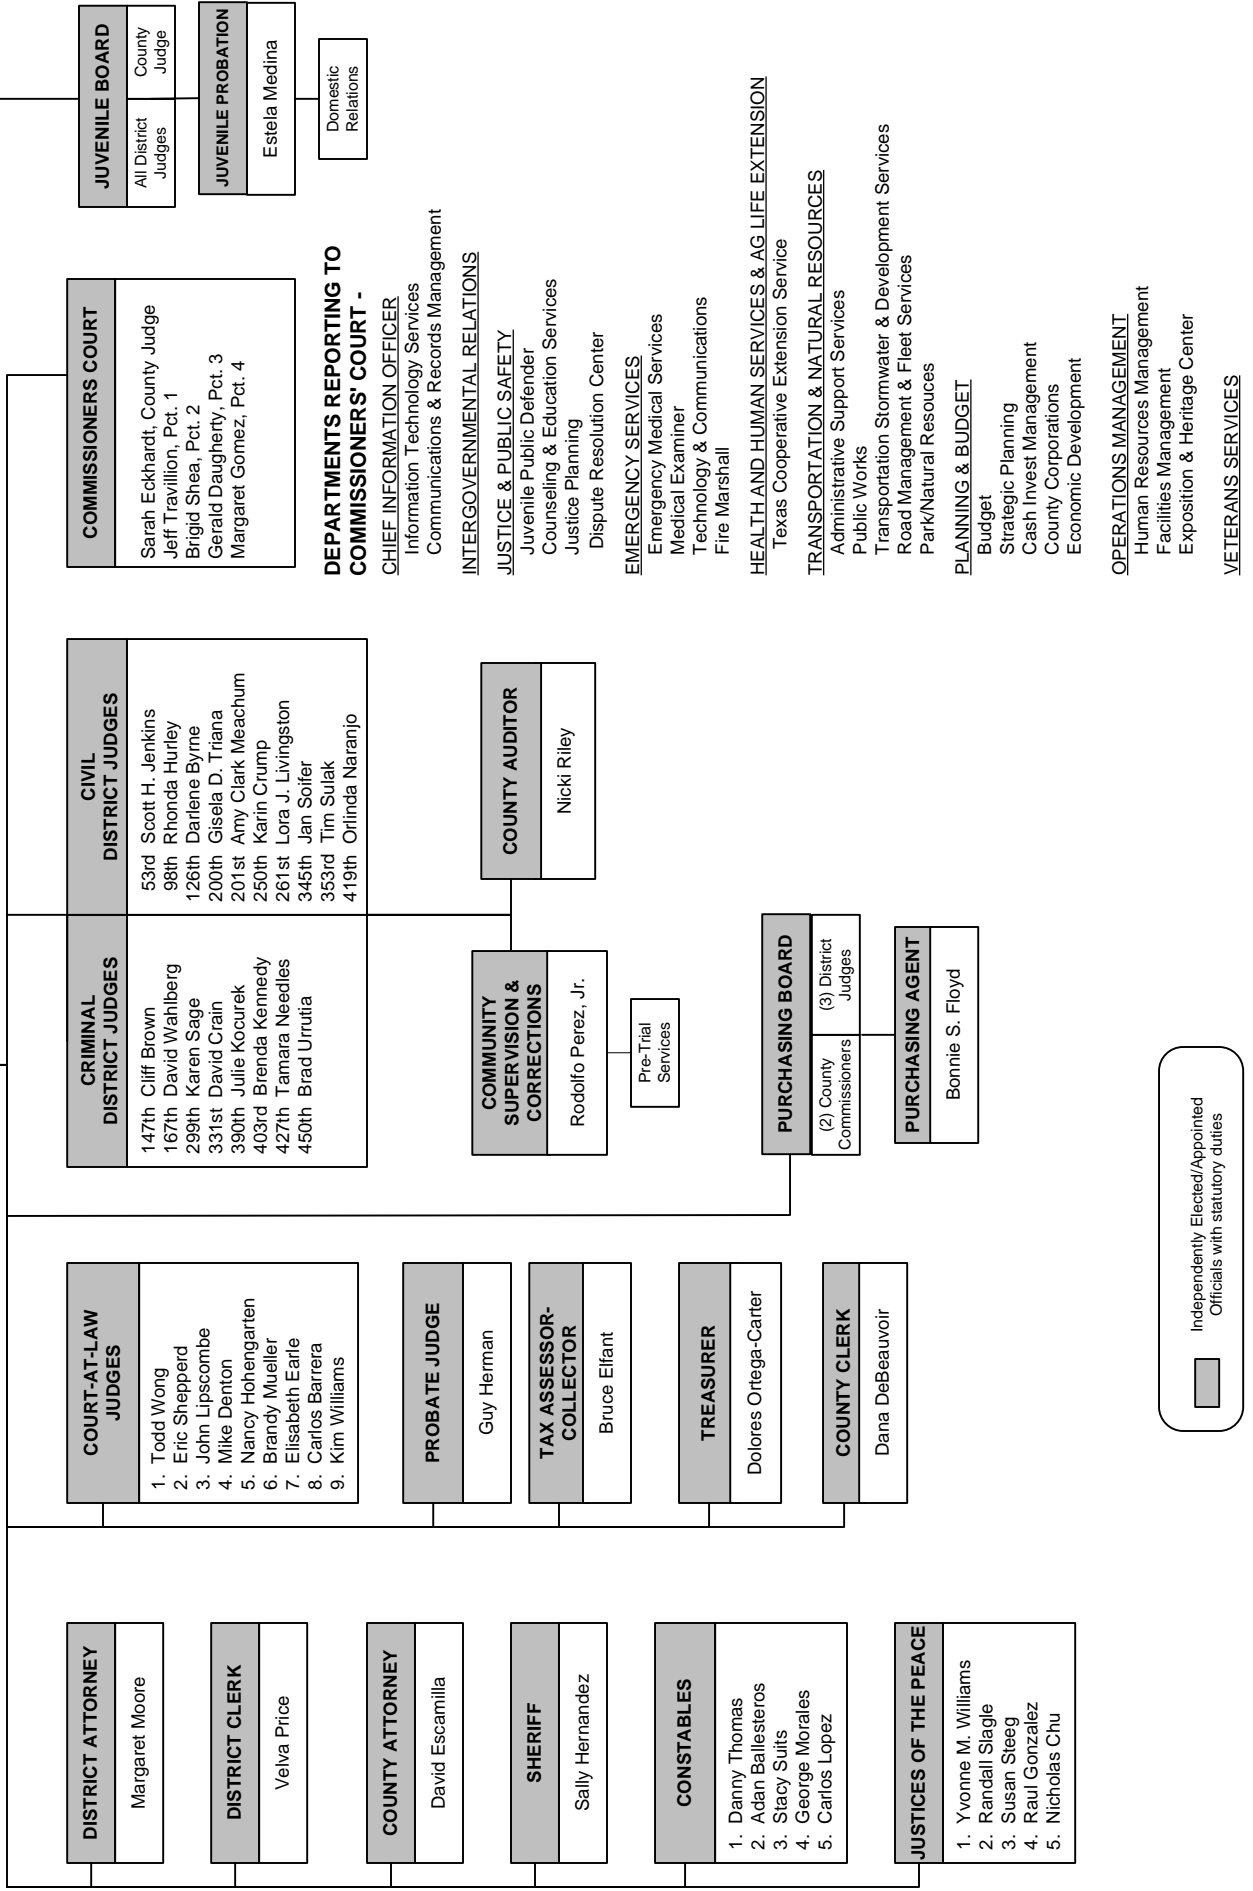 DISTRICT ATTORNEY
Margaret Moore
DISTRICT CLERK
Velva Price
COUNTY ATTORNEY
David Escamilla
SHERIFF
Sally Hernandez
CONSTABLES
1. Danny Thomas
2. Adan Ballesteros
3. Stacy Suits
4. George Morales
5. Carlos Lopez
JUSTICES OF THE PEACE
1. Yvonne M. Williams
2. Randall Slagle
3. Susan Steeg
4. Raul Gonzalez
5. Nicholas Chu
COURT-AT-LAW
JUDGES
1. Todd Wong
2. Eric Shepperd
3. John Lipscombe
4. Mike Denton
5. Nancy Hohengarten
6. Brandy Mueller
7. Elisabeth Earle
8. Carlos Barrera
9. Kim Williams
PROBATE JUDGE
Guy Herman
TAX ASSESSOR-
COLLECTOR
Bruce Elfant
TREASURER
Dolores Ortega-Carter
COUNTY CLERK
Dana DeBeauvoir
CRIMINAL
DISTRICT JUDGES
147th Cliff Brown
167th David Wahlberg
299th Karen Sage
331st David Crain
390th Julie Kocurek
403rd Brenda Kennedy
427th Tamara Needles
450th Brad Urrutia
CIVIL
DISTRICT JUDGES
53rd Scott H. Jenkins
98th Rhonda Hurley
126th Darlene Byrne
200th Gisela D. Triana
201st Amy Clark Meachum
250th Karin Crump
261st Lora J. Livingston
345th Jan Soifer
353rd Tim Sulak
419th Orlinda Naranjo
COMMUNITY
SUPERVISION &
CORRECTIONS
Rodolfo Perez, Jr.
Pre-Trial
Services
COUNTY AUDITOR
Nicki Riley
PURCHASING BOARD
(2) County
Commissioners
(3) District
Judges
PURCHASING AGENT
Bonnie S. Floyd
COMMISSIONERS COURT
Sarah Eckhardt, County Judge
Jeff Travillion, Pct. 1
Brigid Shea, Pct. 2
Gerald Daugherty, Pct. 3
Margaret Gomez, Pct. 4
DEPARTMENTS REPORTING TO
COMMISSIONERS' COURT -
CHIEF INFORMATION OFFICER
Information Technology Services
Communications & Records Management
INTERGOVERNMENTAL RELATIONS
JUSTICE & PUBLIC SAFETY
Juvenile Public Defender
Counseling & Education Services
Justice Planning
Dispute Resolution Center
EMERGENCY SERVICES
Emergency Medical Services
Medical Examiner
Technology & Communications
Fire Marshall
HEALTH AND HUMAN SERVICES & AG LIFE EXTENSION
Texas Cooperative Extension Service
TRANSPORTATION & NATURAL RESOURCES
Administrative Support Services
Public Works
Transportation Stormwater & Development Services
Road Management & Fleet Services
Park/Natural Resouces
PLANNING & BUDGET
Budget
Strategic Planning
Cash Invest Management
County Corporations
Economic Development
OPERATIONS MANAGEMENT
Human Resources Management
Facilities Management
Exposition & Heritage Center
VETERANS SERVICES
JUVENILE BOARD
All District
Judges
County
Judge
JUVENILE PROBATION
Estela Medina
Domestic
Relations
Independently Elected/Appointed
Officials with statutory duties